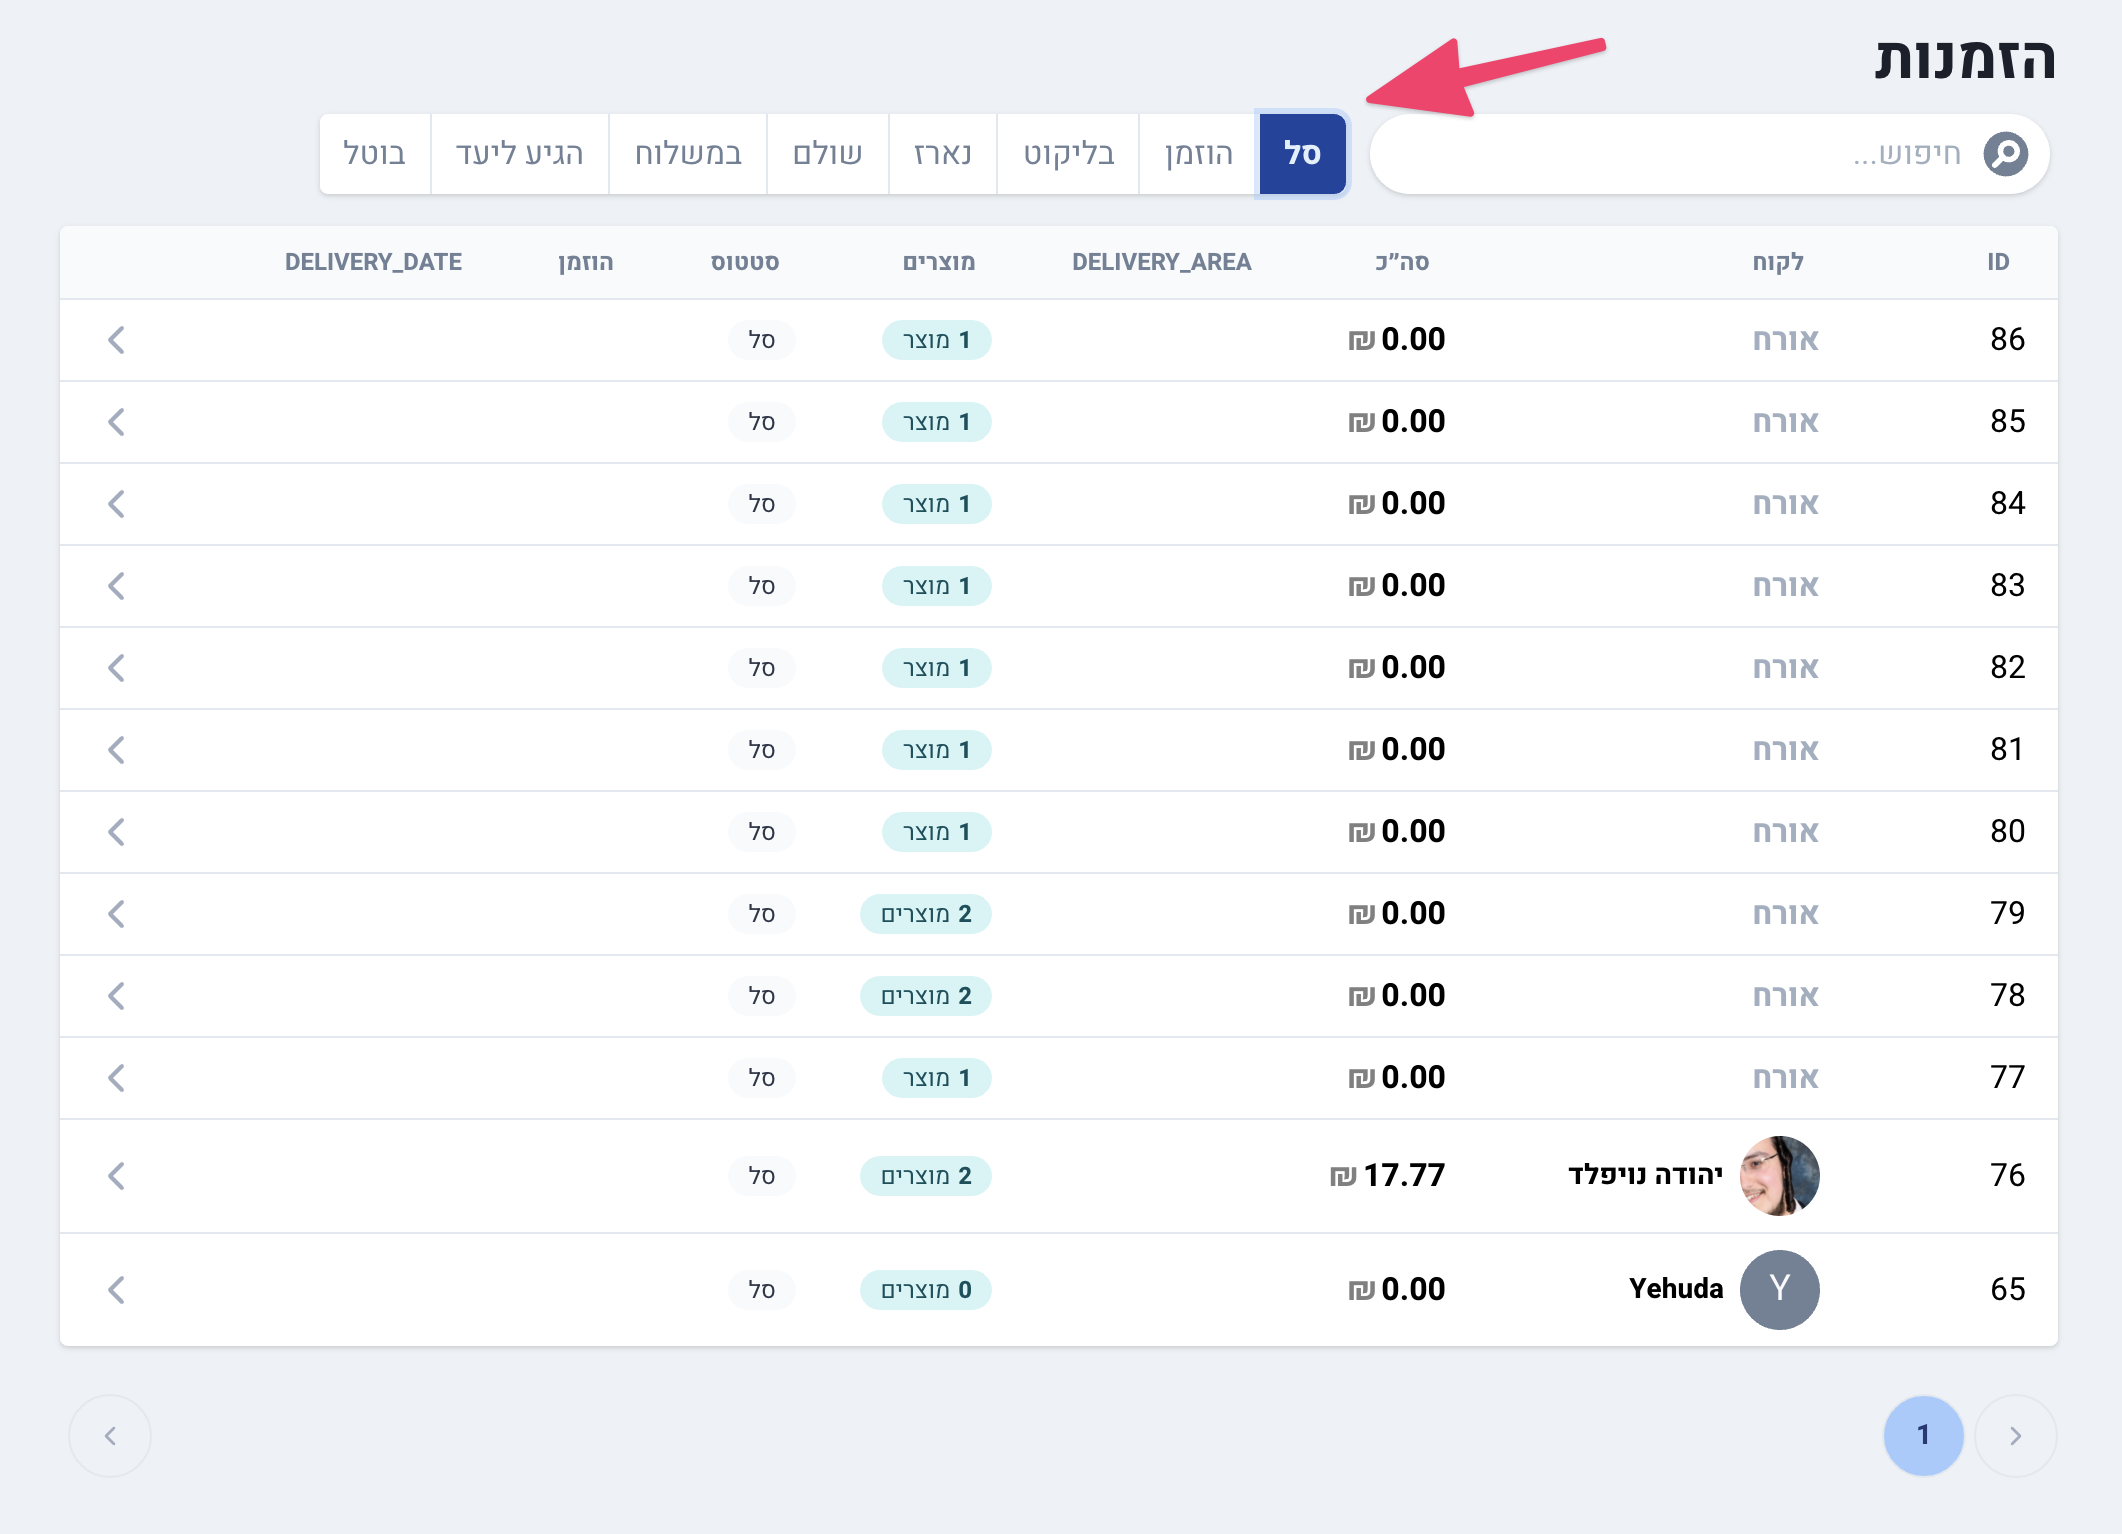 הזמנות
חיפוש...
סל הוזמן בליקוט נארז שולם במשלוח הגיע ליעד בוטל
ID לקוח סה״כ DELIVERY_AREA מוצרים סטטוס הוזמן DELIVERY_DATE
86 אורח 0.00 ₪ 1 מוצר סל
85 אורח 0.00 ₪ 1 מוצר סל
84 אורח 0.00 ₪ 1 מוצר סל
83 אורח 0.00 ₪ 1 מוצר סל
82 אורח 0.00 ₪ 1 מוצר סל
81 אורח 0.00 ₪ 1 מוצר סל
80 אורח 0.00 ₪ 1 מוצר סל
79 אורח 0.00 ₪ 2 מוצרים סל
78 אורח 0.00 ₪ 2 מוצרים סל
77 אורח 0.00 ₪ 1 מוצר סל
76 יהודה נויפלד 17.77 ₪ 2 מוצרים סל
65 Y Yehuda 0.00 ₪ 0 מוצרים סל
1